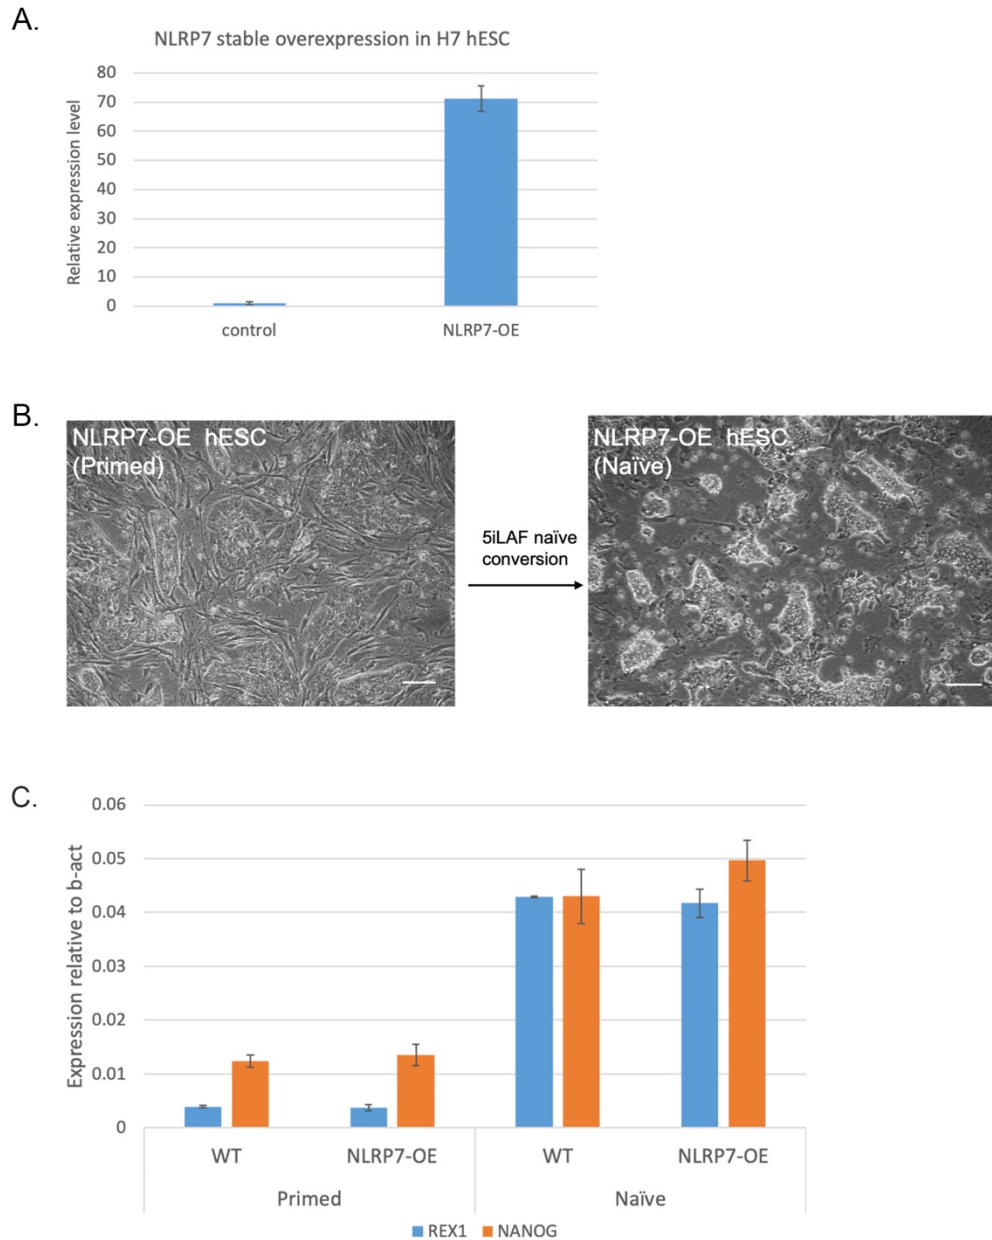 A.
NLRP7 stable overexpression in H7 hESC
Relative expression level
80
70
60
50
40
30
20
10
0
control
NLRP7-OE
B.
NLRP7-OE hESC
(Primed)
5iLAF naïve
conversion
NLRP7-OE hESC
(Naïve)
C.
Expression relative to b-act
0.06
0.05
0.04
0.03
0.02
0.01
0
WT
NLRP7-OE
WT
NLRP7-OE
Primed
Naïve
REX1
NANOG